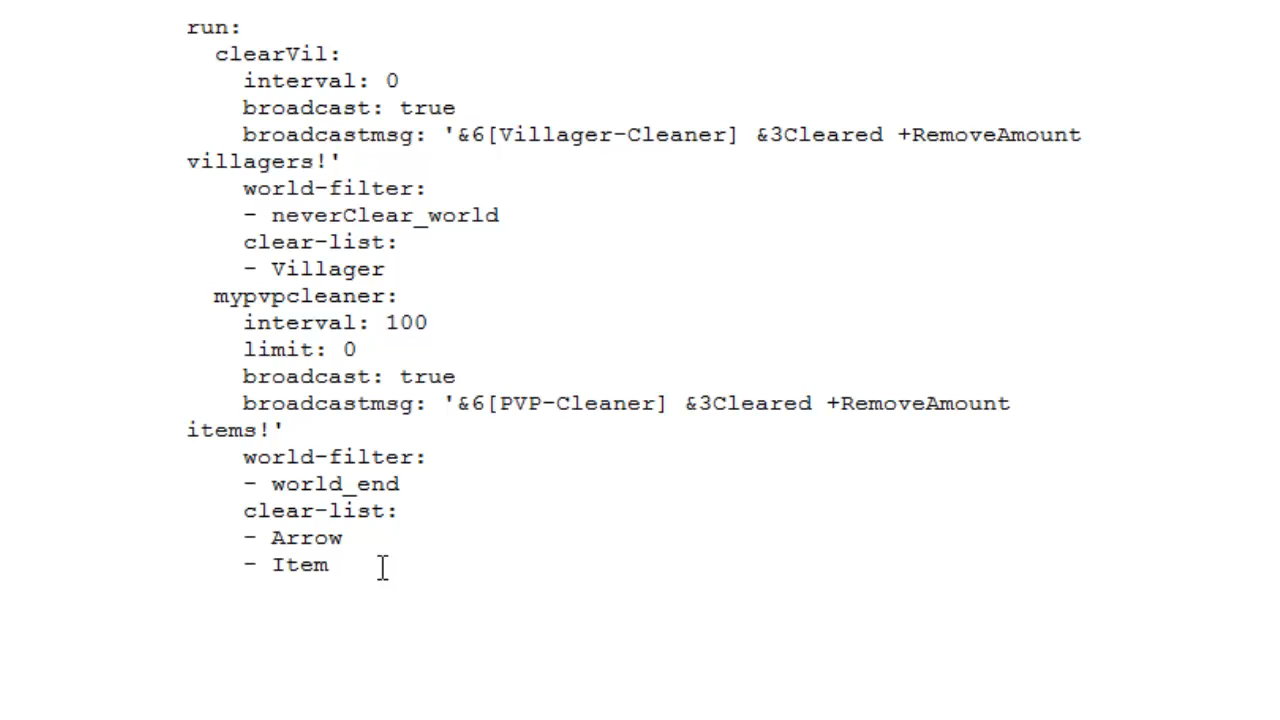 run:
  clearVil:
    interval: 0
    broadcast: true
    broadcastmsg: '&6[Villager-Cleaner] &3Cleared +RemoveAmount
villagers!'
    world-filter:
    - neverClear_world
    clear-list:
    - Villager
  mypvpcleaner:
    interval: 100
    limit: 0
    broadcast: true
    broadcastmsg: '&6[PVP-Cleaner] &3Cleared +RemoveAmount
items!'
    world-filter:
    - world_end
    clear-list:
    - Arrow
    - Item